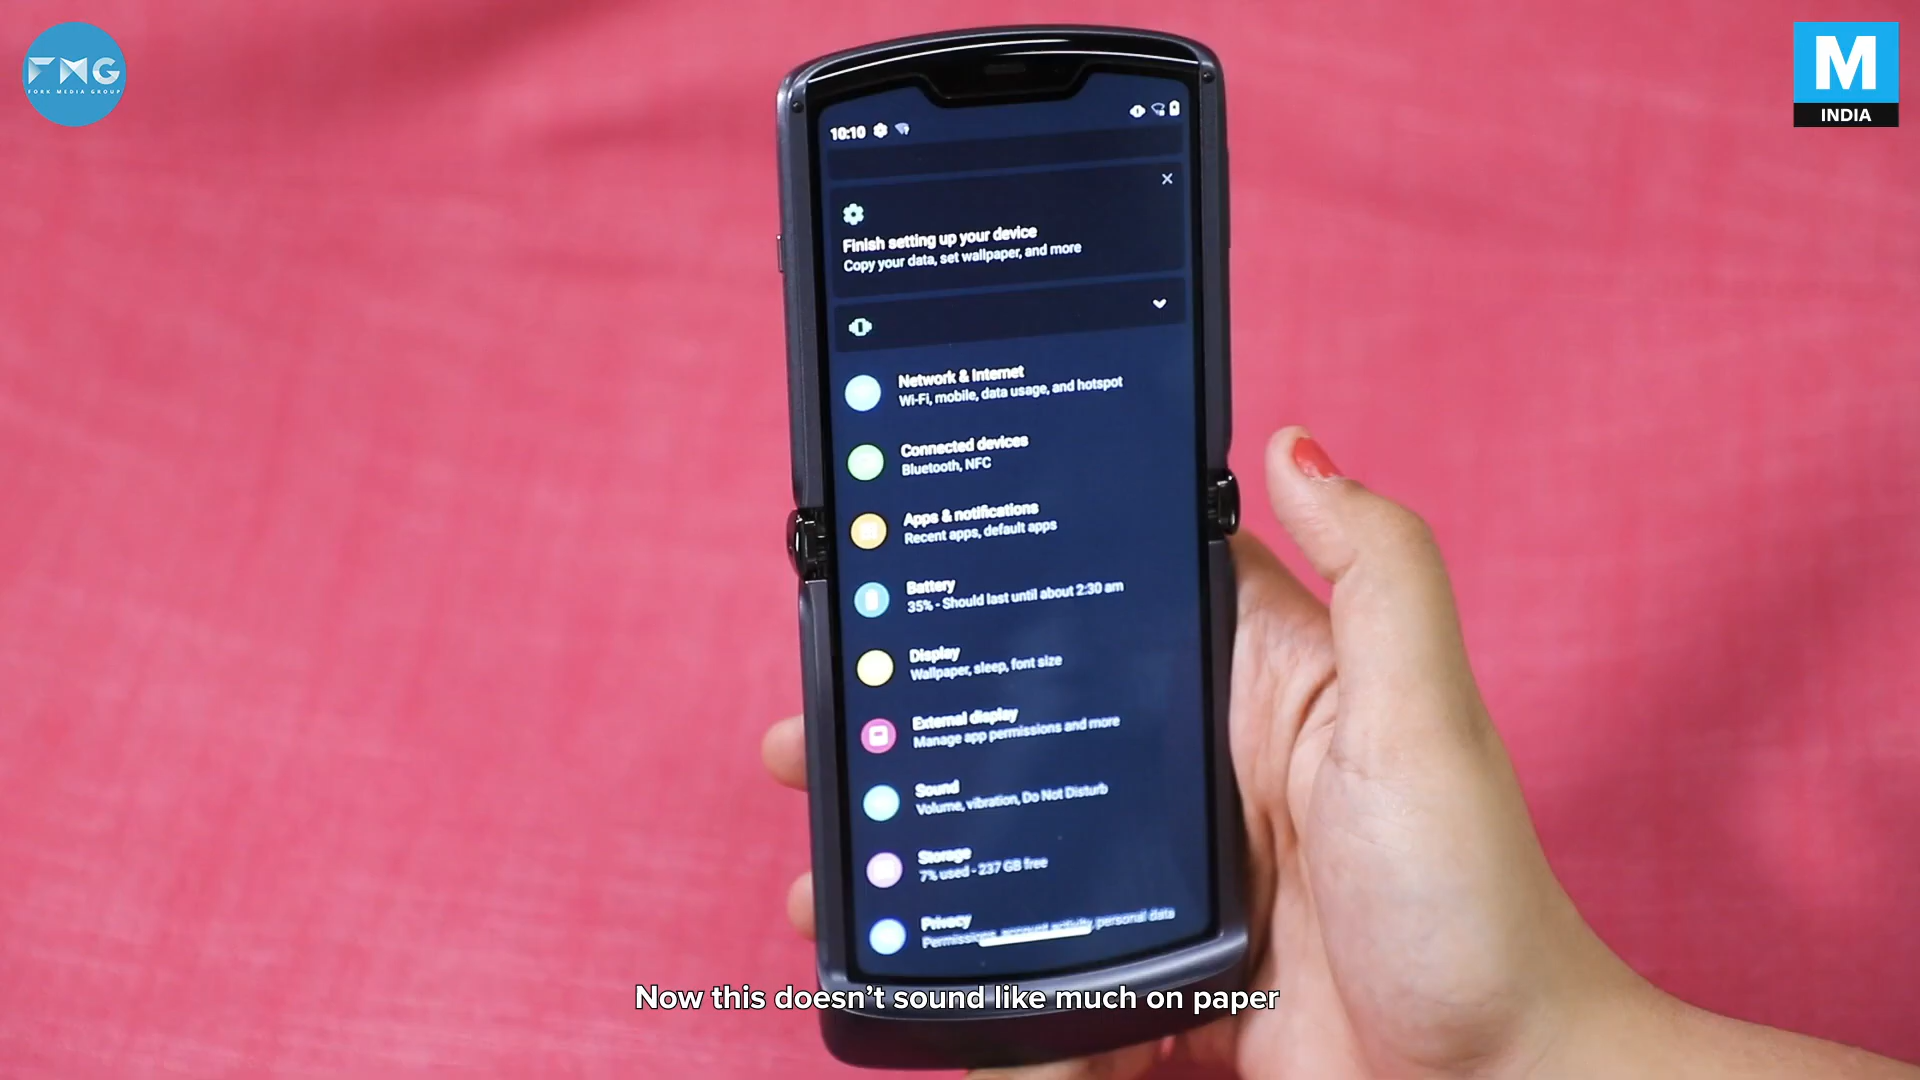 FMG
FORK MEDIA GROUP
M
INDIA
10:10
Finish setting up your device
Copy your data, set wallpaper, and more
Network & Internet
Wi-Fi, mobile, data usage, and hotspot
Connected devices
Bluetooth, NFC
Apps & notifications
Recent apps, default apps
Battery
35% - Should last until about 2:30 am
Display
Wallpaper, sleep, font size
External display
Manage app permissions and more
Sound
Volume, vibration, Do Not Disturb
Storage
7% used - 237 GB free
Privacy
Permissions, account activity, personal data
Now this doesn't sound like much on paper